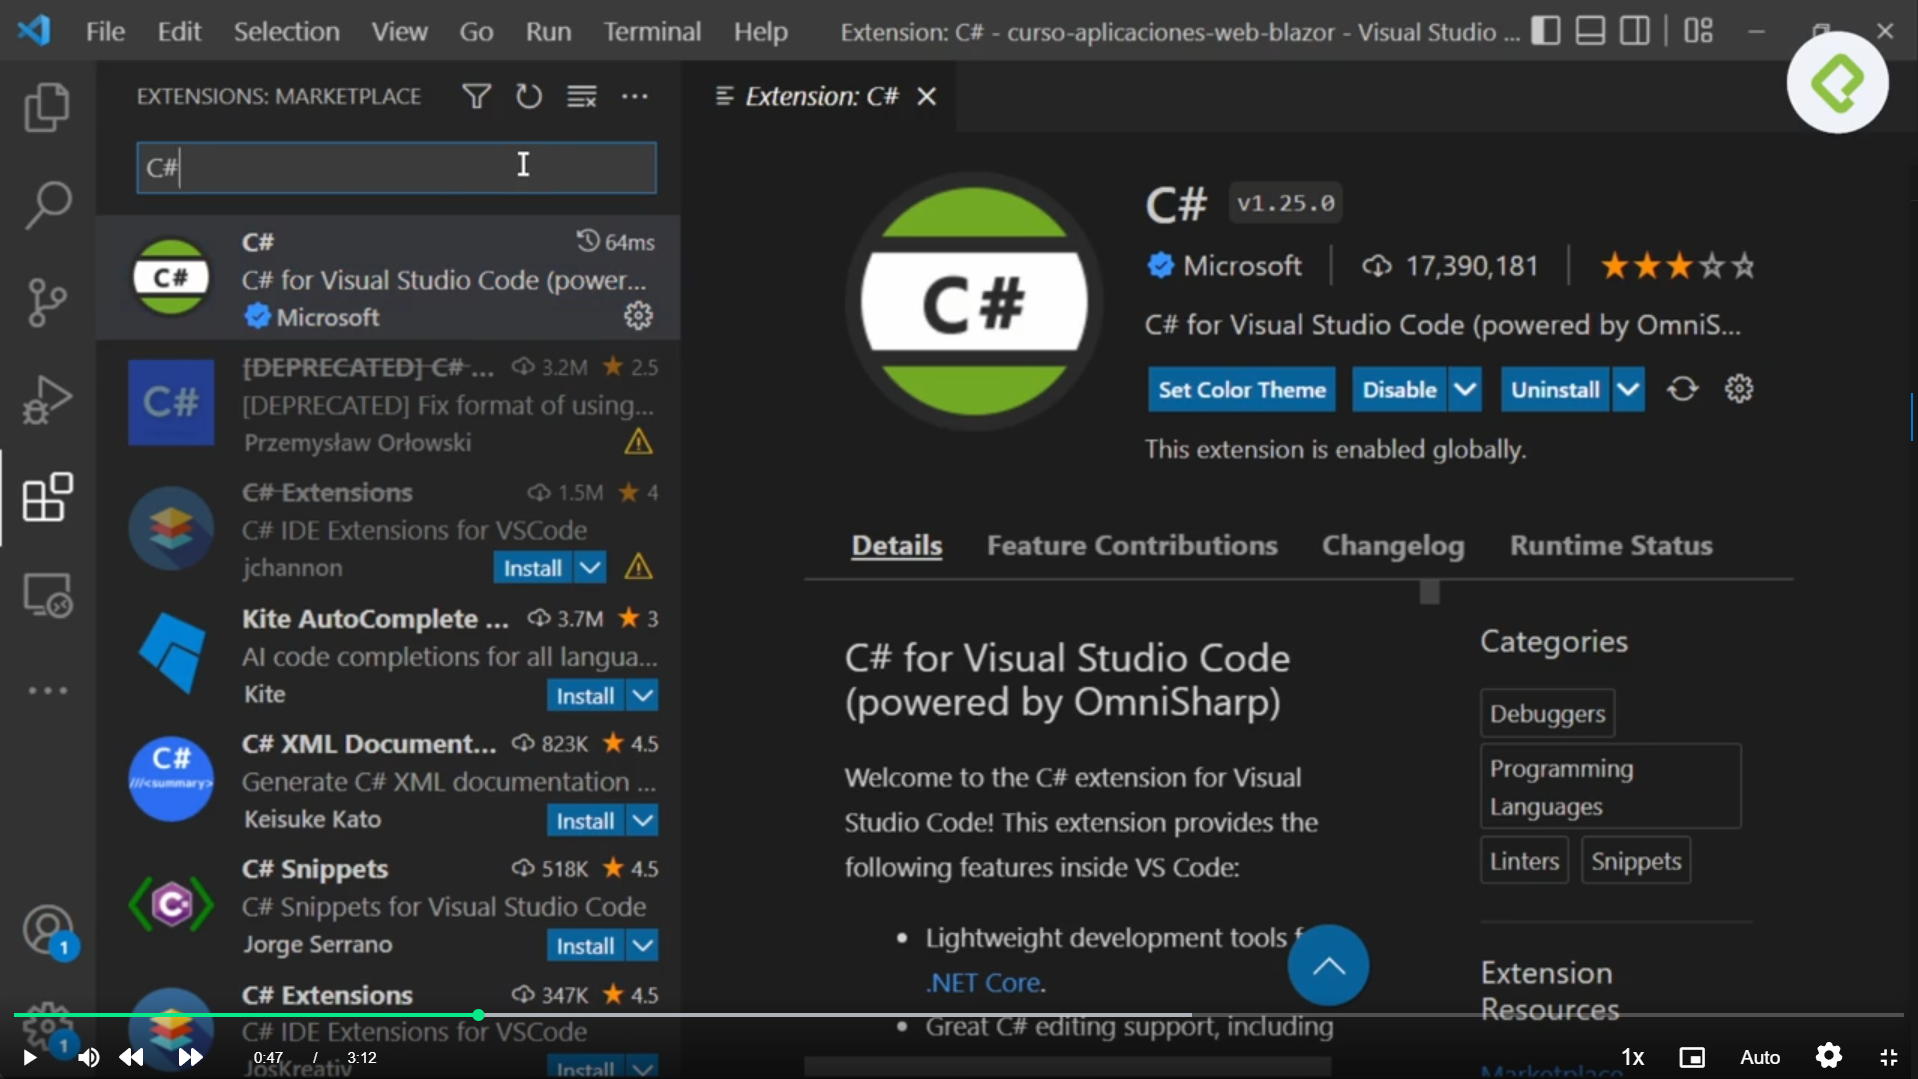 File Edit Selection View Go Run Terminal Help
Extension: C# - curso-aplicaciones-web-blazor - Visual Studio ...
EXTENSIONS: MARKETPLACE
C#
C# 64ms
C# for Visual Studio Code (power...
Microsoft
C#
[DEPRECATED] C# ... 3.2M 2.5
[DEPRECATED] Fix format of using...
Przemysław Orłowski
C# Extensions 1.5M 4
C# IDE Extensions for VSCode
jchannon Install
Kite AutoComplete ... 3.7M 3
AI code completions for all langua...
Kite Install
C#
///<summary>
C# XML Document... 823K 4.5
Generate C# XML documentation ...
Keisuke Kato Install
C# Snippets 518K 4.5
C# Snippets for Visual Studio Code
Jorge Serrano Install
C# Extensions 347K 4.5
C# IDE Extensions for VSCode
JosKreativ Install
1
1
Extension: C#
C#
C# v1.25.0
Microsoft 17,390,181
C# for Visual Studio Code (powered by OmniS...
Set Color Theme Disable Uninstall
This extension is enabled globally.
Details Feature Contributions Changelog Runtime Status
C# for Visual Studio Code
(powered by OmniSharp)
Welcome to the C# extension for Visual
Studio Code! This extension provides the
following features inside VS Code:
• Lightweight development tools f
.NET Core.
• Great C# editing support, including
Categories
Debuggers
Programming
Languages
Linters Snippets
Extension
Resources
Marketplace
0:47 / 3:12
1x Auto